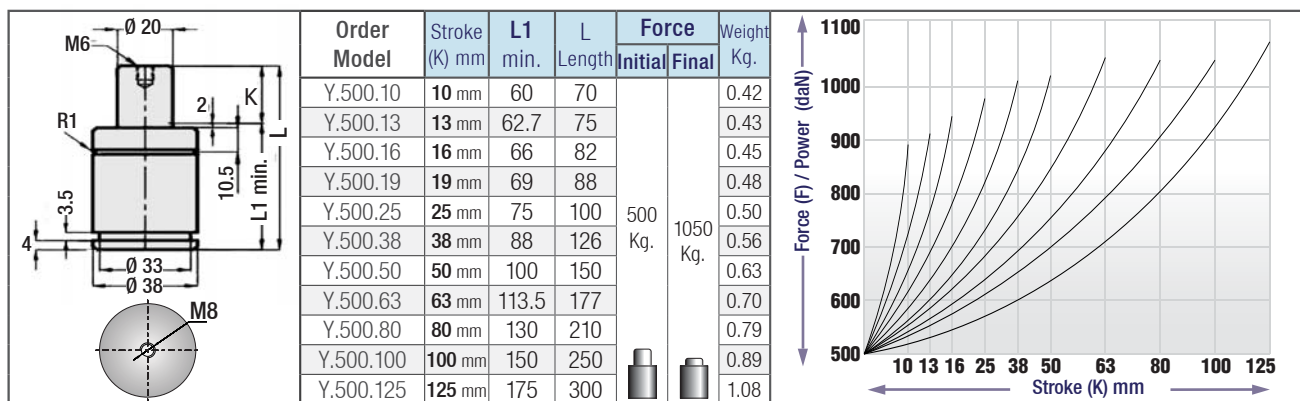 Ø 20
M6
2
K
R1
L
10.5
L1 min.
3.5
4
Ø 33
Ø 38
M8
Order Model Stroke (K) mm L1 min. L Length Force Initial Final Weight Kg.
Y.500.10 10 mm 60 70 0.42
Y.500.13 13 mm 62.7 75 0.43
Y.500.16 16 mm 66 82 0.45
Y.500.19 19 mm 69 88 0.48
Y.500.25 25 mm 75 100 0.50
Y.500.38 38 mm 88 126 0.56
Y.500.50 50 mm 100 150 0.63
Y.500.63 63 mm 113.5 177 0.70
Y.500.80 80 mm 130 210 0.79
Y.500.100 100 mm 150 250 0.89
Y.500.125 125 mm 175 300 1.08
500 Kg.
1050 Kg.
Force (F) / Power (daN)
1100
1000
900
800
700
600
500
10 13 16 25 38 50 63 80 100 125
Stroke (K) mm